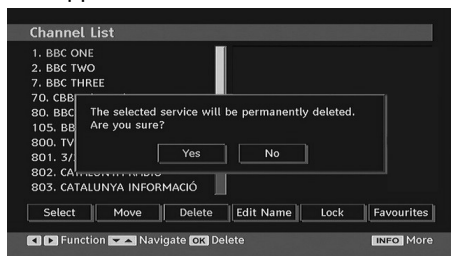 Channel List
1. BBC ONE
2. BBC TWO
7. BBC THREE
70. CBB
80. BBC
The selected service will be permanently deleted.
105. BB
Are you sure?
800. TV
801. 3/
Yes No
802. CATALUNYA RÀDIO
803. CATALUNYA INFORMACIÓ
Select Move Delete Edit Name Lock Favourites
Function Navigate OK Delete INFO More